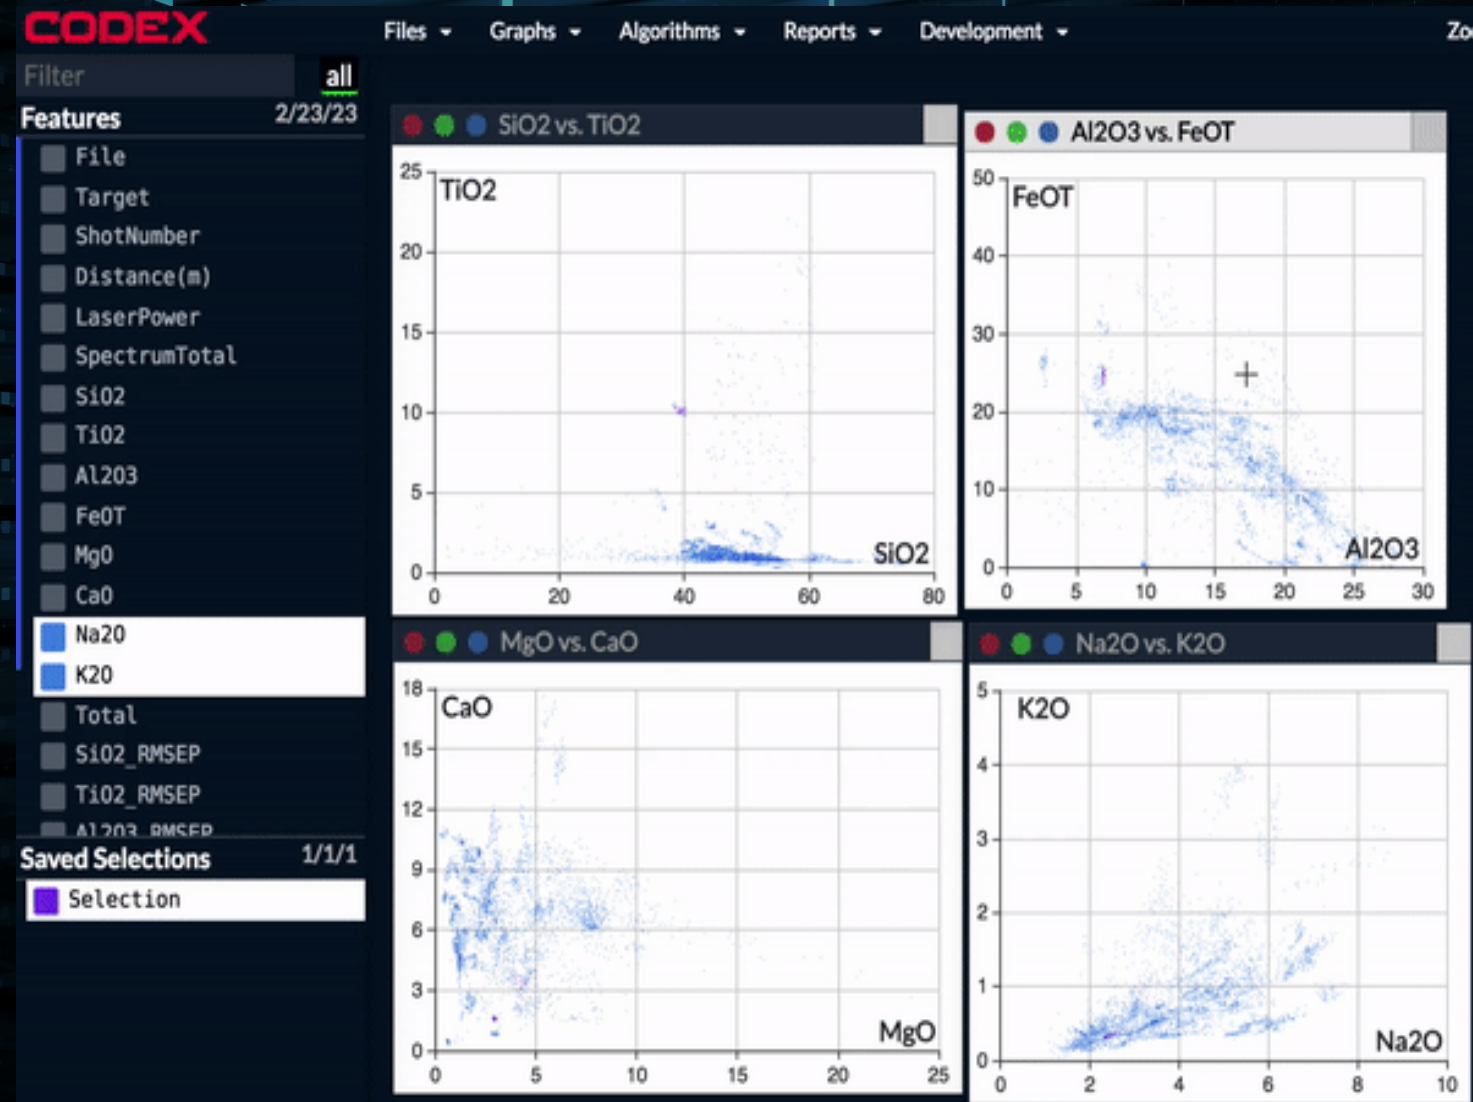 CODEX
Files Graphs Algorithms Reports Development
Filter all
Features 2/23/23
File
Target
ShotNumber
Distance(m)
LaserPower
SpectrumTotal
SiO2
TiO2
Al2O3
FeOT
MgO
CaO
Na2O
K2O
Total
SiO2_RMSEP
TiO2_RMSEP
Al2O3_RMSEP
Saved Selections 1/1/1
Selection
SiO2 vs. TiO2
25
TiO2
20
15
10
5
SiO2
0
0 20 40 60 80
Al2O3 vs. FeOT
50
FeOT
40
30
20
10
Al2O3
0
0 5 10 15 20 25 30
MgO vs. CaO
18
CaO
15
12
9
6
3
MgO
0
0 5 10 15 20 25
Na2O vs. K2O
5
K2O
4
3
2
1
Na2O
0
0 2 4 6 8 10